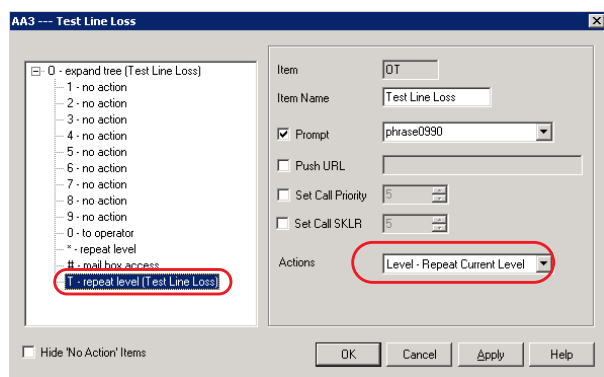 AA3 --- Test Line Loss
0 - expand tree (Test Line Loss)
1 - no action
2 - no action
3 - no action
4 - no action
5 - no action
6 - no action
7 - no action
8 - no action
9 - no action
0 - to operator
* - repeat level
# - mail box access
T - repeat level (Test Line Loss)
Item
0T
Item Name
Test Line Loss
Prompt
phrase0990
Push URL
Set Call Priority
5
Set Call SKLR
5
Actions
Level - Repeat Current Level
Hide 'No Action' Items
OK
Cancel
Apply
Help